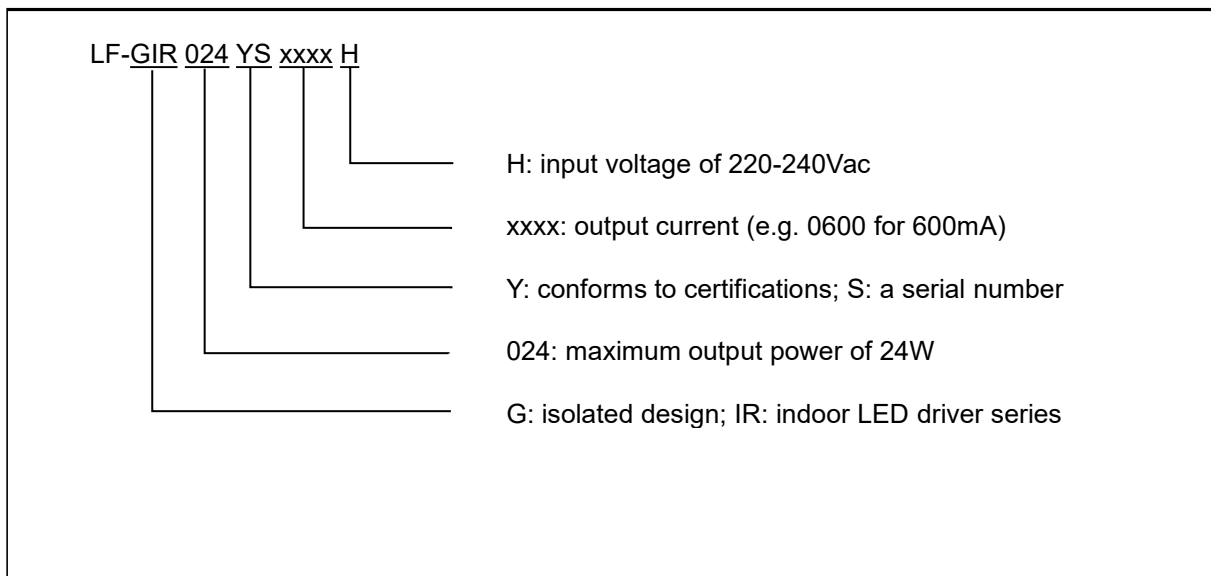 LF-GIR 024 YS xxxx H
H: input voltage of 220-240Vac
xxxx: output current (e.g. 0600 for 600mA)
Y: conforms to certifications; S: a serial number
024: maximum output power of 24W
G: isolated design; IR: indoor LED driver series